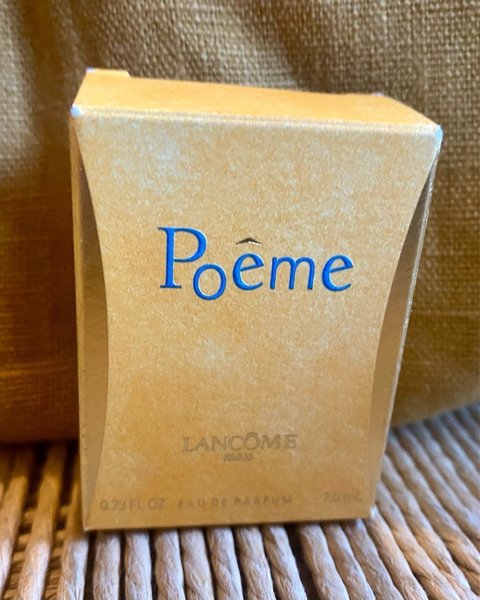 Poême
LANCÔME
PARIS
0.23 FL OZ EAU DE PARFUM 7.0 mL